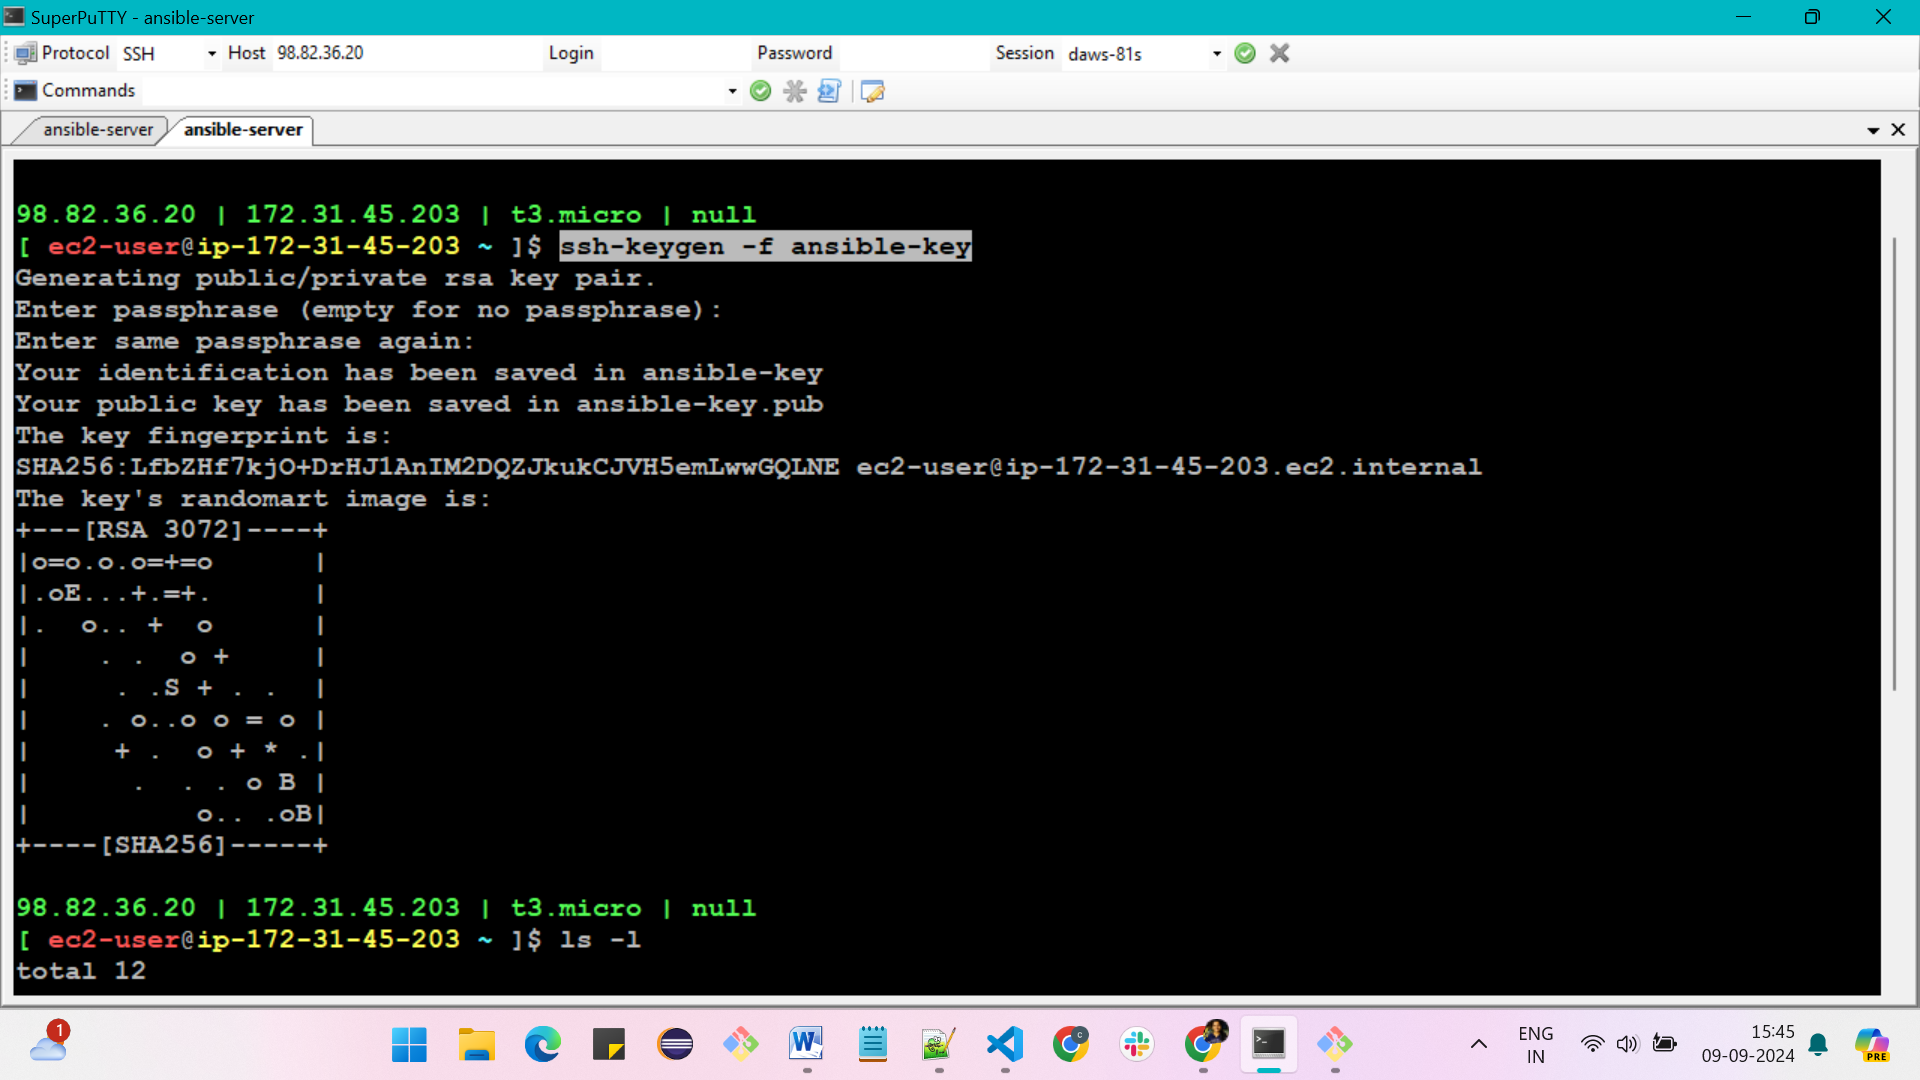 SuperPuTTY - ansible-server
Protocol SSH Host 98.82.36.20 Login Password Session daws-81s
Commands
ansible-server ansible-server
98.82.36.20 | 172.31.45.203 | t3.micro | null
[ ec2-user@ip-172-31-45-203 ~ ]$ ssh-keygen -f ansible-key
Generating public/private rsa key pair.
Enter passphrase (empty for no passphrase):
Enter same passphrase again:
Your identification has been saved in ansible-key
Your public key has been saved in ansible-key.pub
The key fingerprint is:
SHA256:LfbZHf7kjO+DrHJ1AnIM2DQZJkukCJVH5emLwwGQLNE ec2-user@ip-172-31-45-203.ec2.internal
The key's randomart image is:
+---[RSA 3072]----+
|o=o.o.o=+=o      |
|.oE...+.=+.      |
|.  o.. +  o      |
|    . .  o +     |
|     . .S + . .  |
|    . o..o o = o |
|     + .  o + * .|
|      .  . . o B |
|          o.. .oB|
+----[SHA256]-----+
98.82.36.20 | 172.31.45.203 | t3.micro | null
[ ec2-user@ip-172-31-45-203 ~ ]$ ls -l
total 12
1
ENG
IN
15:45
09-09-2024
PRE